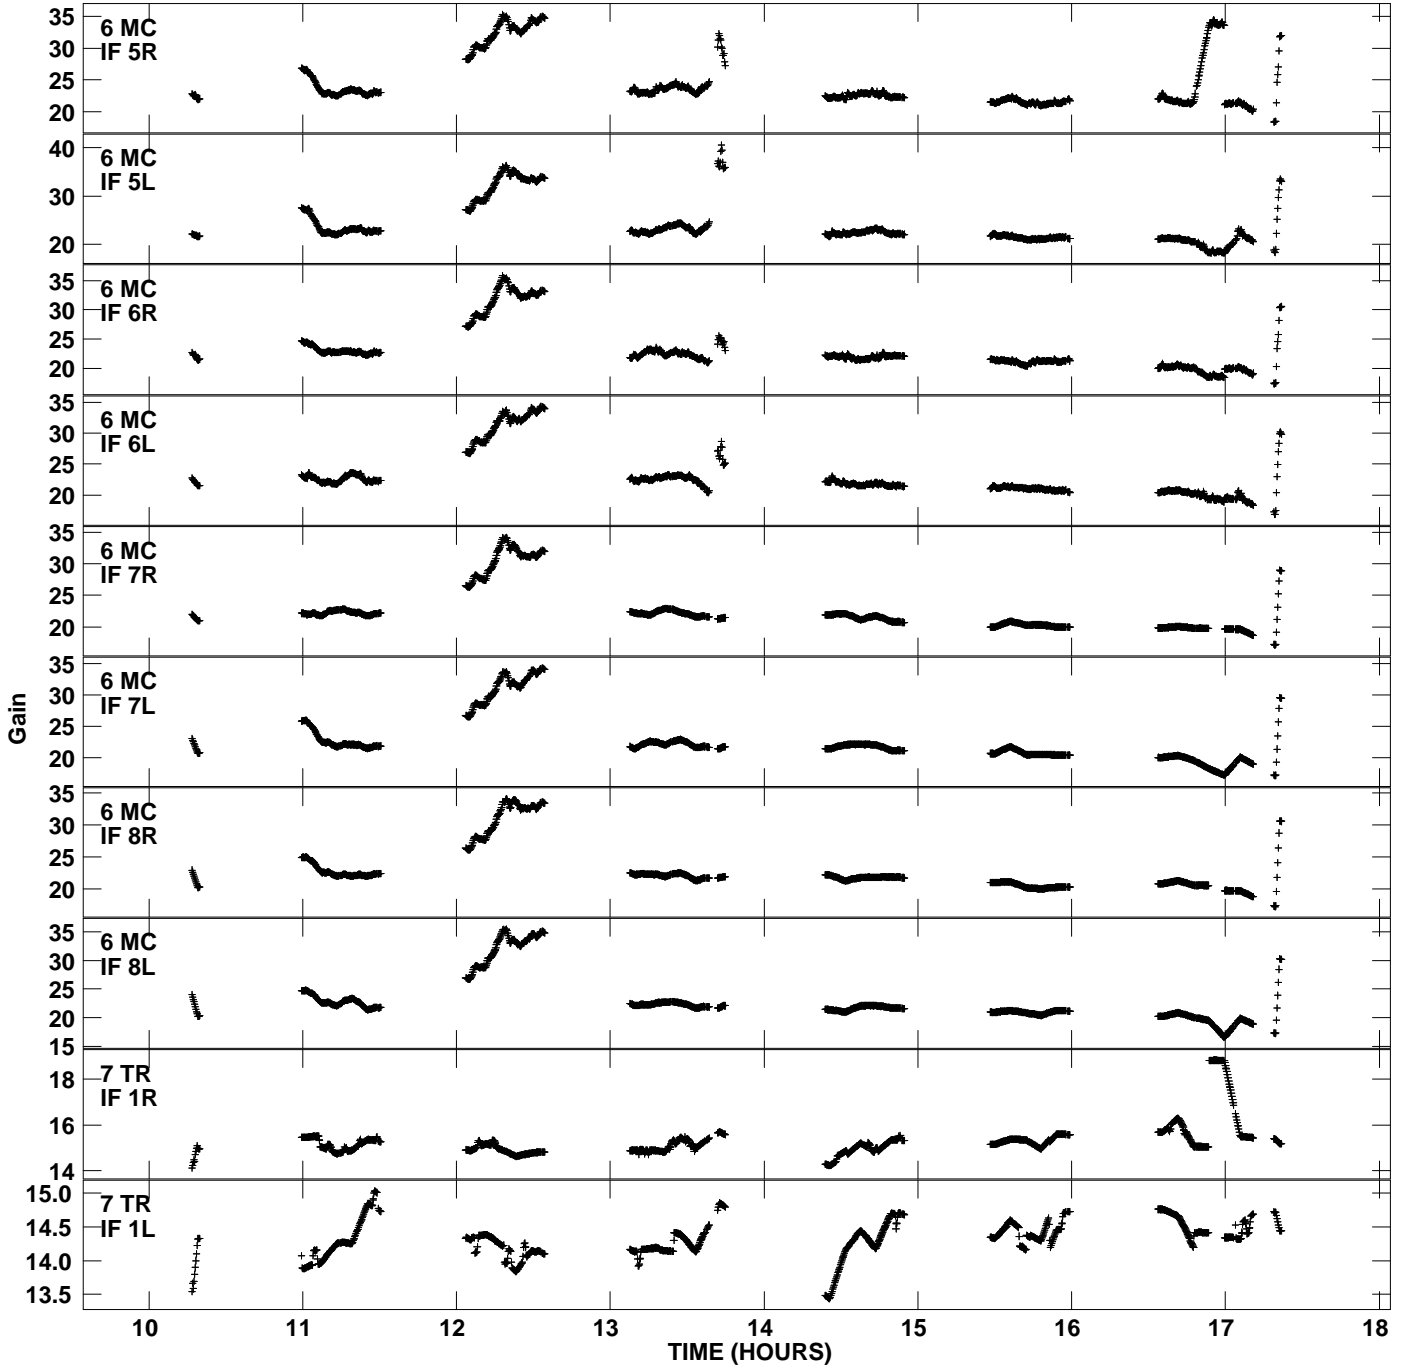 6 MC
IF 5R
35
30
25
20
6 MC
IF 5L
40
30
20
6 MC
IF 6R
35
30
25
20
6 MC
IF 6L
35
30
25
20
6 MC
IF 7R
35
30
25
20
6 MC
IF 7L
35
30
25
20
6 MC
IF 8R
35
30
25
20
6 MC
IF 8L
35
30
25
20
15
7 TR
IF 1R
18
16
14
7 TR
IF 1L
15.0
14.5
14.0
13.5
Gain
10 11 12 13 14 15 16 17 18
TIME (HOURS)